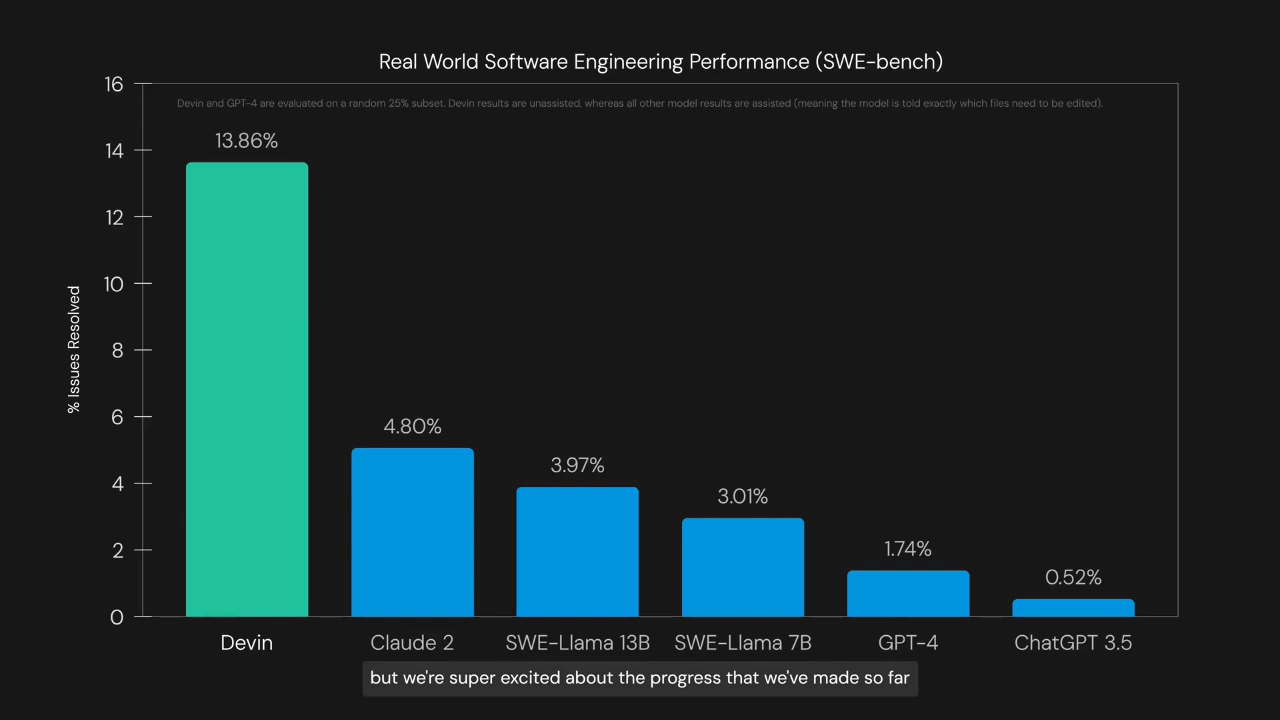 Real World Software Engineering Performance (SWE-bench)
Devin and GPT-4 are evaluated on a random 25% subset. Devin results are unassisted, whereas all other model results are assisted (meaning the model is told exactly which files need to be edited).
% Issues Resolved
16
14
12
10
8
6
4
2
0
13.86%
4.80%
3.97%
3.01%
1.74%
0.52%
Devin
Claude 2
SWE-Llama 13B
SWE-Llama 7B
GPT-4
ChatGPT 3.5
but we're super excited about the progress that we've made so far